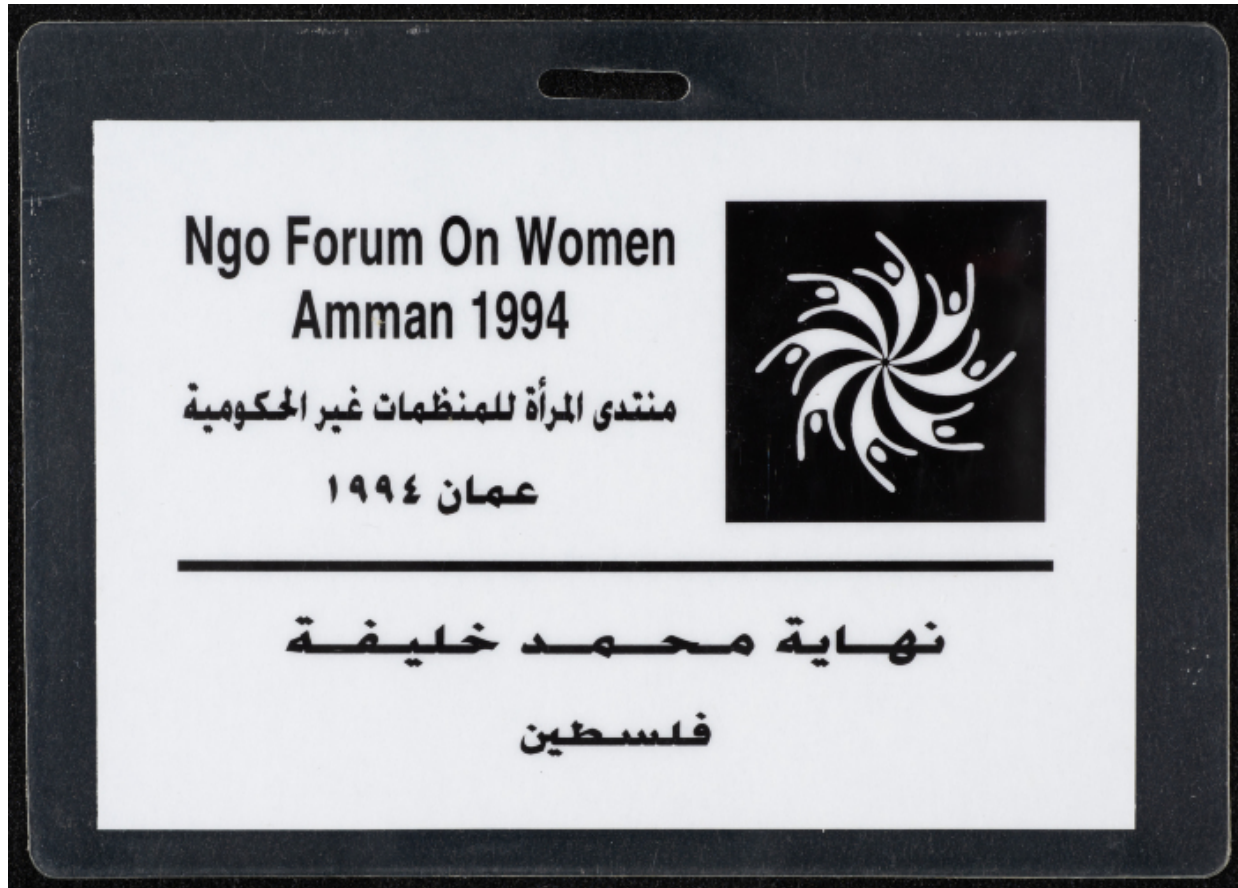 Ngo Forum On Women
Amman 1994
منتدى المرأة للمنظمات غير الحكومية
عمان ١٩٩٤
نهاية محمد خليفة
فلسطين